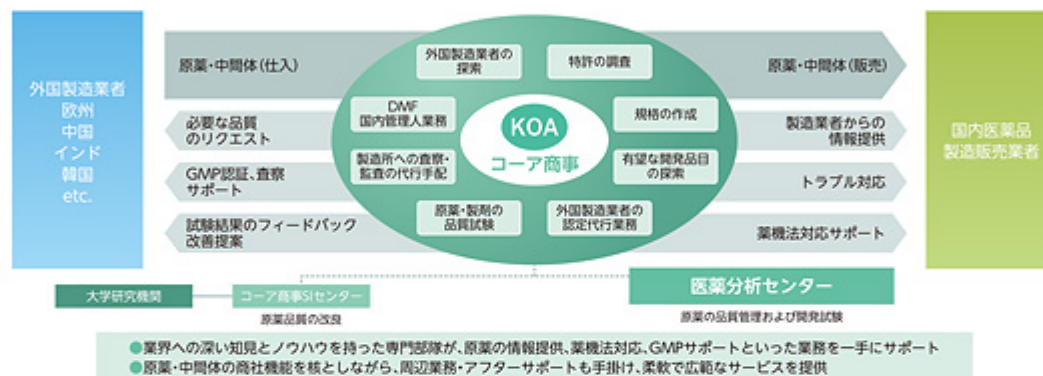 外国製造業者
欧州
中国
インド
韓国
etc.
原薬・中間体(仕入)
必要な品質
のリクエスト
GMP認証、査察
サポート
試験結果のフィードバック
改善提案
外国製造業者の
探索
特許の調査
DMF
国内管理人業務
規格の作成
KOA
コーア商事
製造所への査察・
監査の代行手配
有望な開発品目
の探索
原薬・製剤の
品質試験
外国製造業者の
認定代行業務
原薬・中間体(販売)
製造業者からの
情報提供
トラブル対応
薬機法対応サポート
国内医薬品
製造販売業者
大学研究機関
コーア商事SIセンター
原薬品質の改良
医薬分析センター
原薬の品質管理および開発試験
●業界への深い知見とノウハウを持った専門部隊が、原薬の情報提供、薬機法対応、GMPサポートといった業務を一手にサポート
●原薬・中間体の商社機能を核としながら、周辺業務・アフターサポートも手掛け、柔軟で広範なサービスを提供